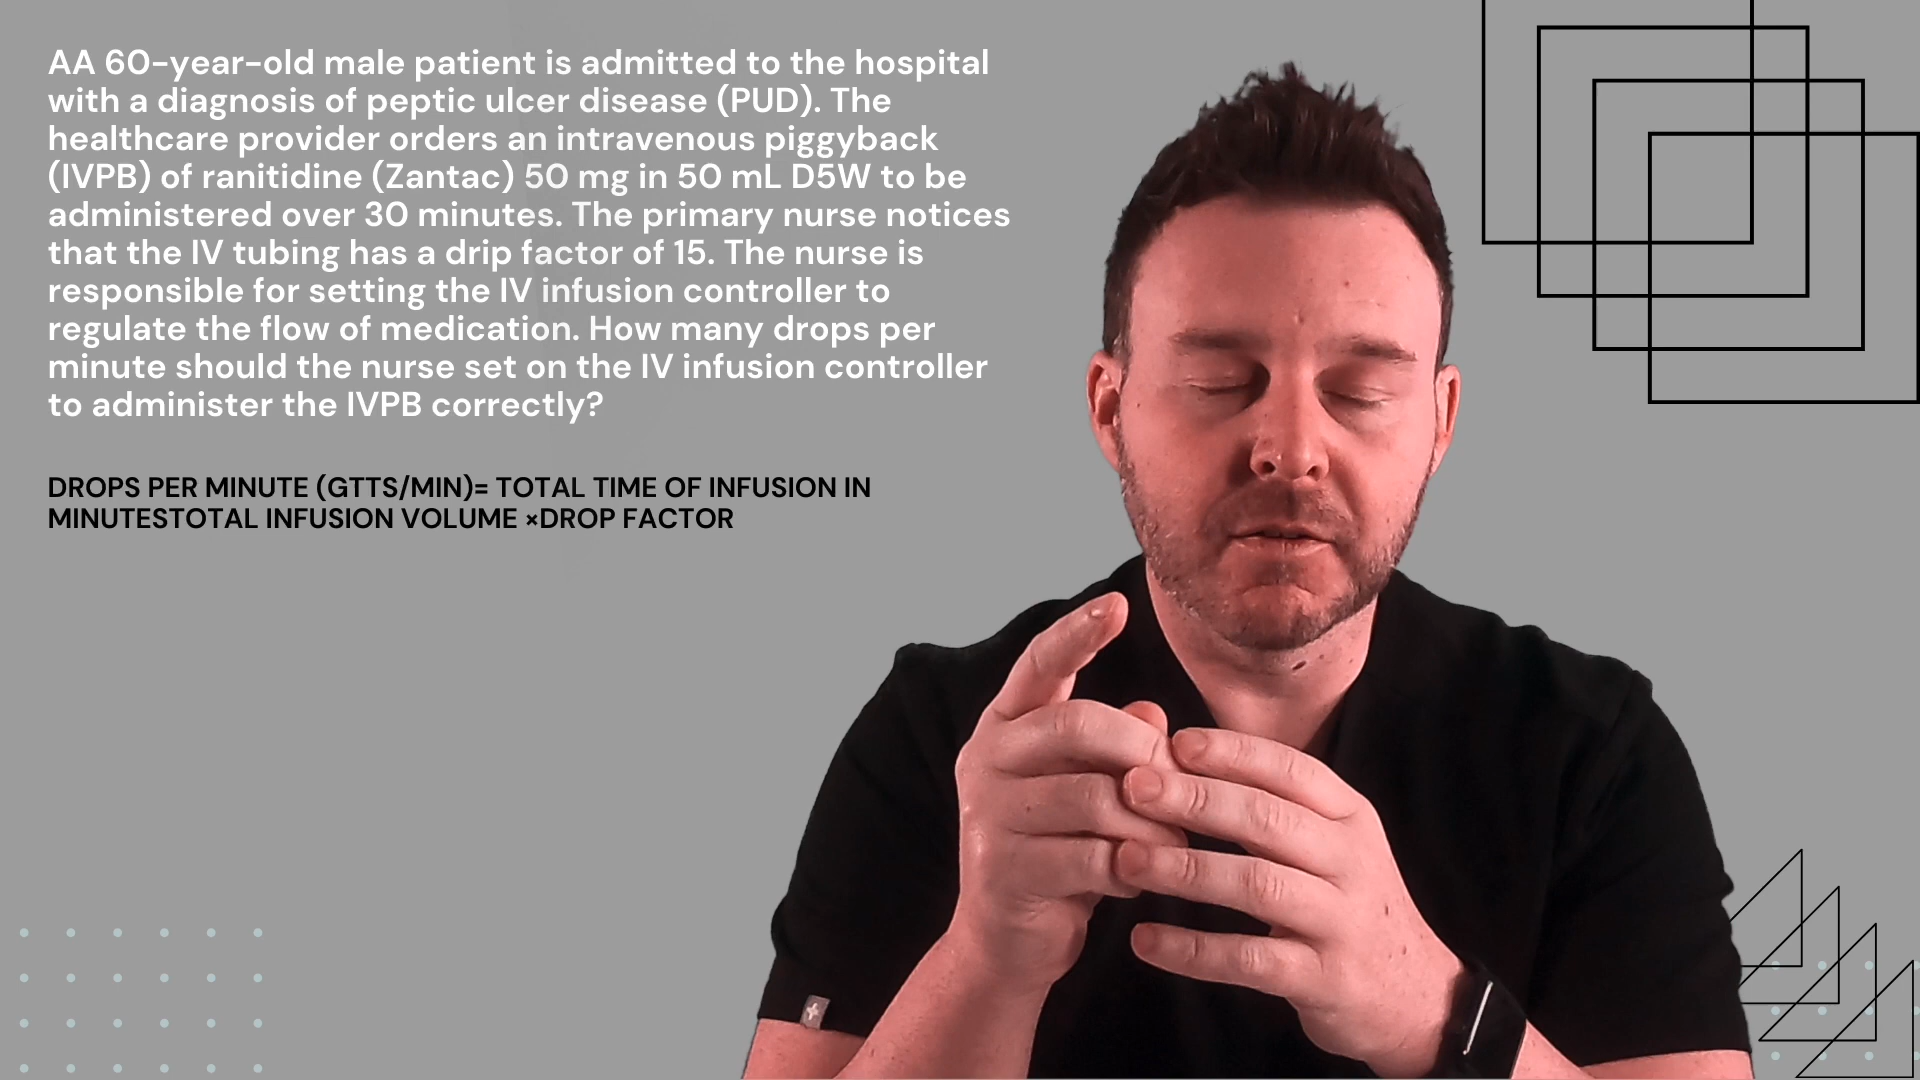 AA 60-year-old male patient is admitted to the hospital
with a diagnosis of peptic ulcer disease (PUD). The
healthcare provider orders an intravenous piggyback
(IVPB) of ranitidine (Zantac) 50 mg in 50 mL D5W to be
administered over 30 minutes. The primary nurse notices
that the IV tubing has a drip factor of 15. The nurse is
responsible for setting the IV infusion controller to
regulate the flow of medication. How many drops per
minute should the nurse set on the IV infusion controller
to administer the IVPB correctly?
DROPS PER MINUTE (GTTS/MIN)= TOTAL TIME OF INFUSION IN
MINUTESTOTAL INFUSION VOLUME ×DROP FACTOR